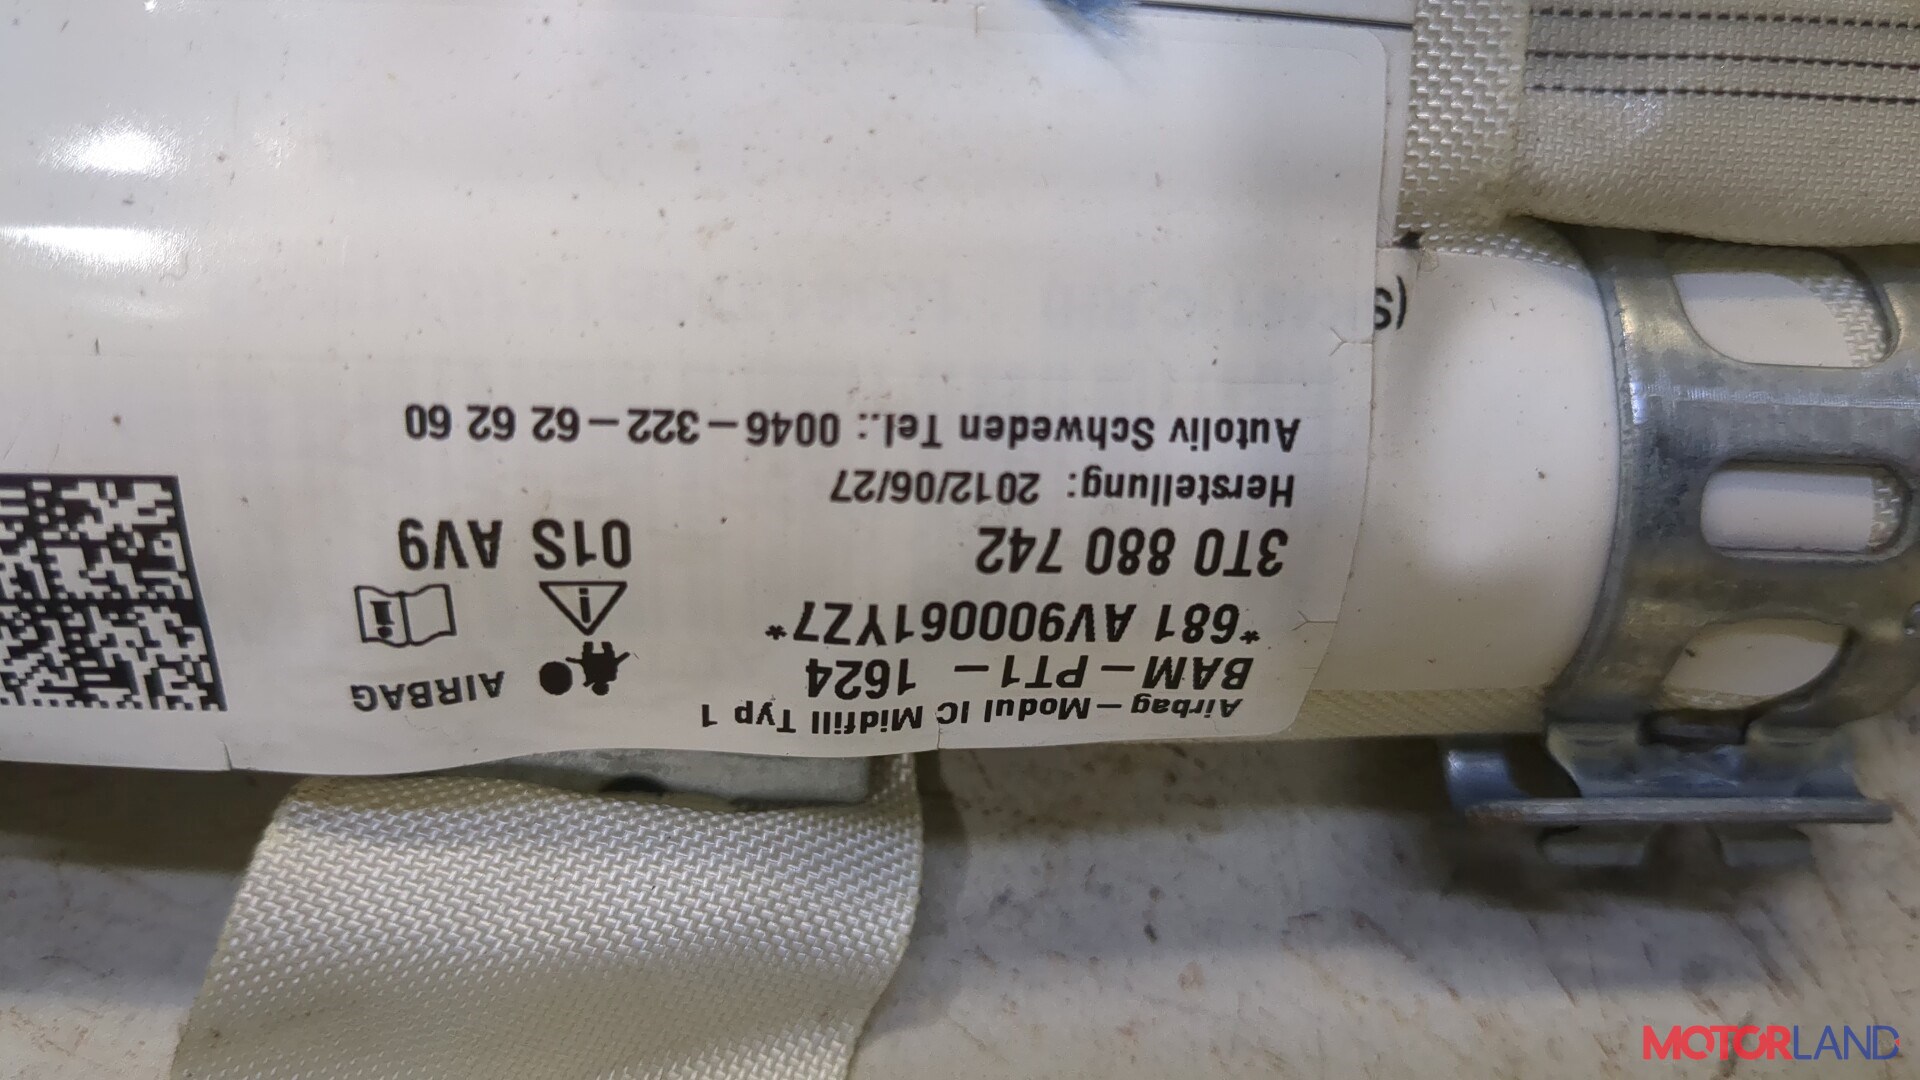 Airbag-Modul IC Midfill Typ 1
BAM-PT1- 1624
*681 AV900061YZ7*
3T0 880 742
Herstellung: 2012/06/27
Autoliv Schweden Tel.: 0046-322-62 62 60
AIRBAG
01S AV9
(S
MOTORLAND